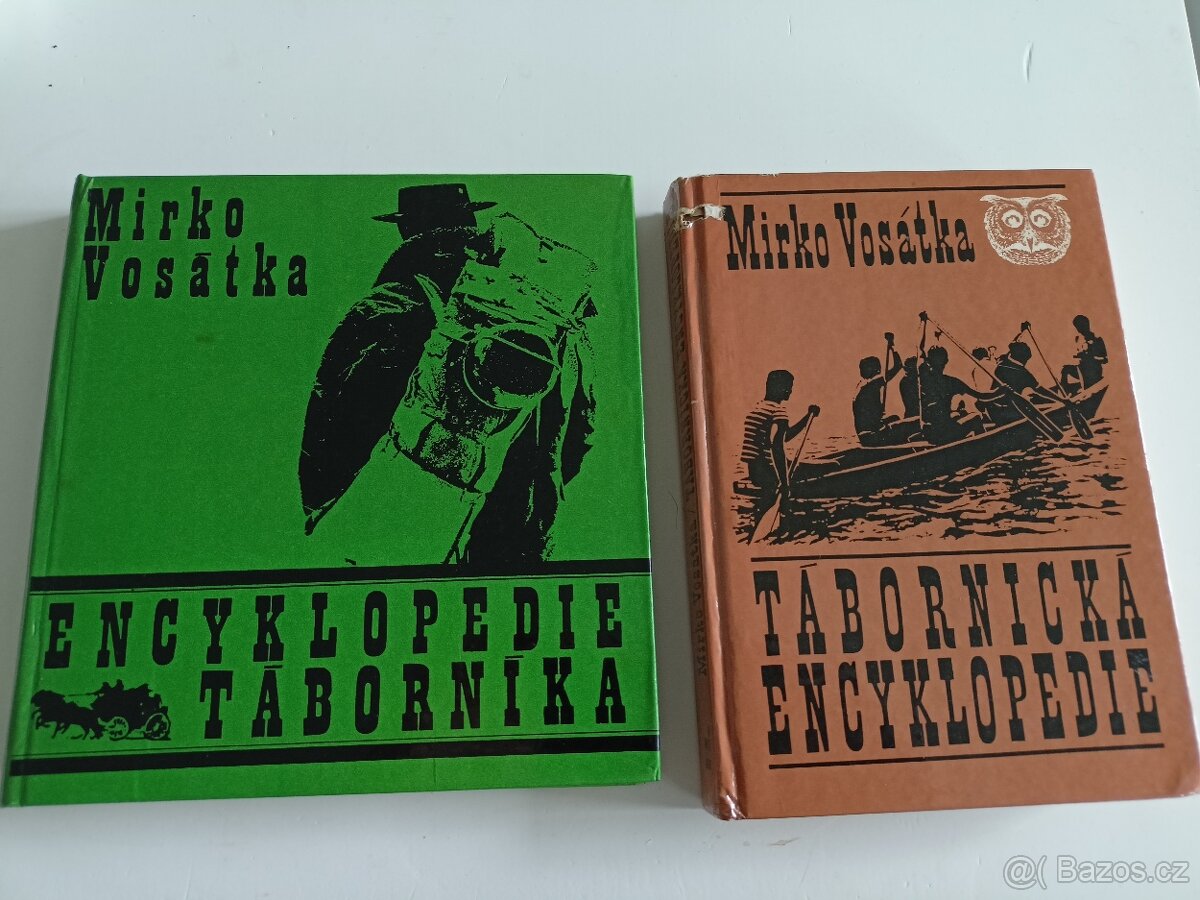 Mirko
Vosátka
ENCYKLOPEDIE
TÁBORNÍKA
Mirko Vosátka
TÁBORNICKÁ
ENCYKLOPEDIE
@( Bazos.cz